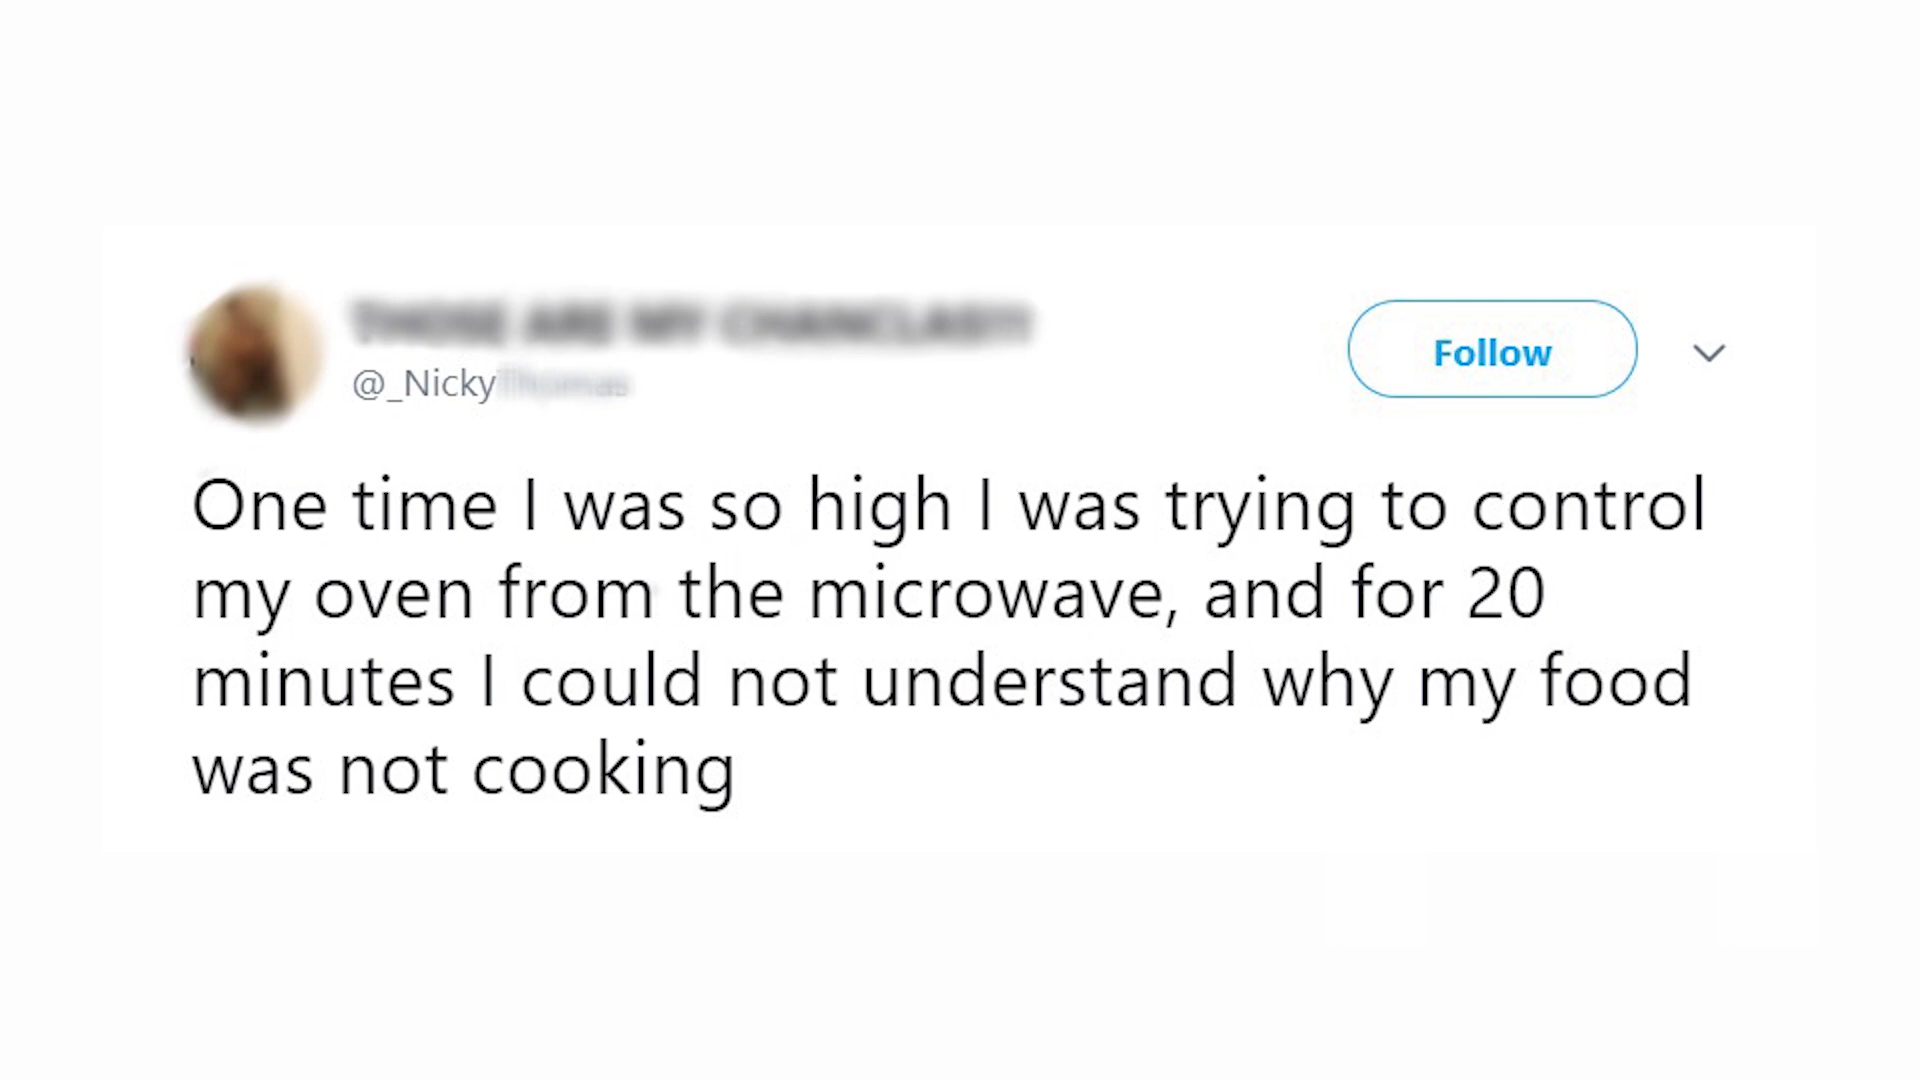 @_Nicky
Follow
One time I was so high I was trying to control
my oven from the microwave, and for 20
minutes I could not understand why my food
was not cooking